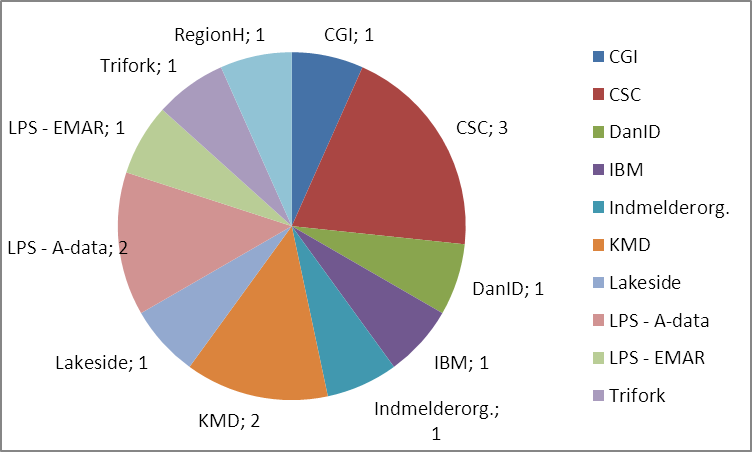 RegionH; 1
CGI; 1
Trifork; 1
LPS - EMAR; 1
CSC; 3
LPS - A-data; 2
DanID; 1
Lakeside; 1
IBM; 1
KMD; 2
Indmelderorg.;
1
CGI
CSC
DanID
IBM
Indmelderorg.
KMD
Lakeside
LPS - A-data
LPS - EMAR
Trifork